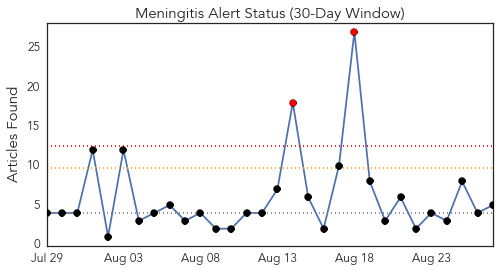 Meningitis Alert Status (30-Day Window)
Articles Found
25
20
15
10
5
0
Jul 29 Aug 03 Aug 08 Aug 13 Aug 18 Aug 23